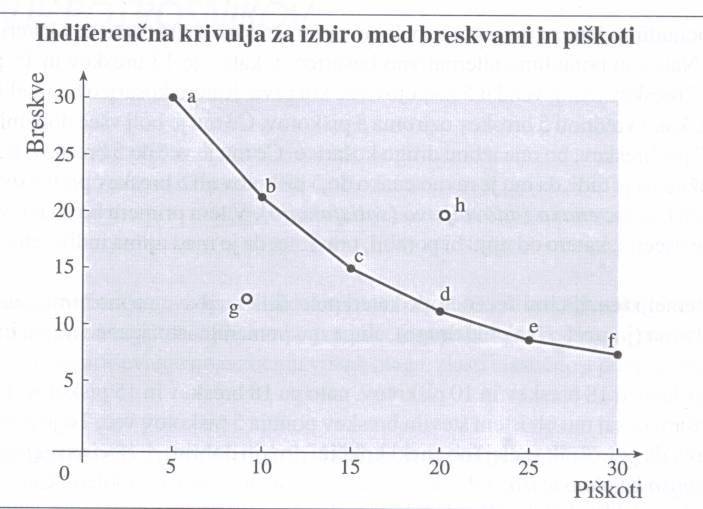 Indiferenčna krivulja za izbiro med breskvami in piškoti
Breskve
30
25
20
15
10
5
0
5
10
15
20
25
30
Piškoti
a
b
c
d
e
f
g
h